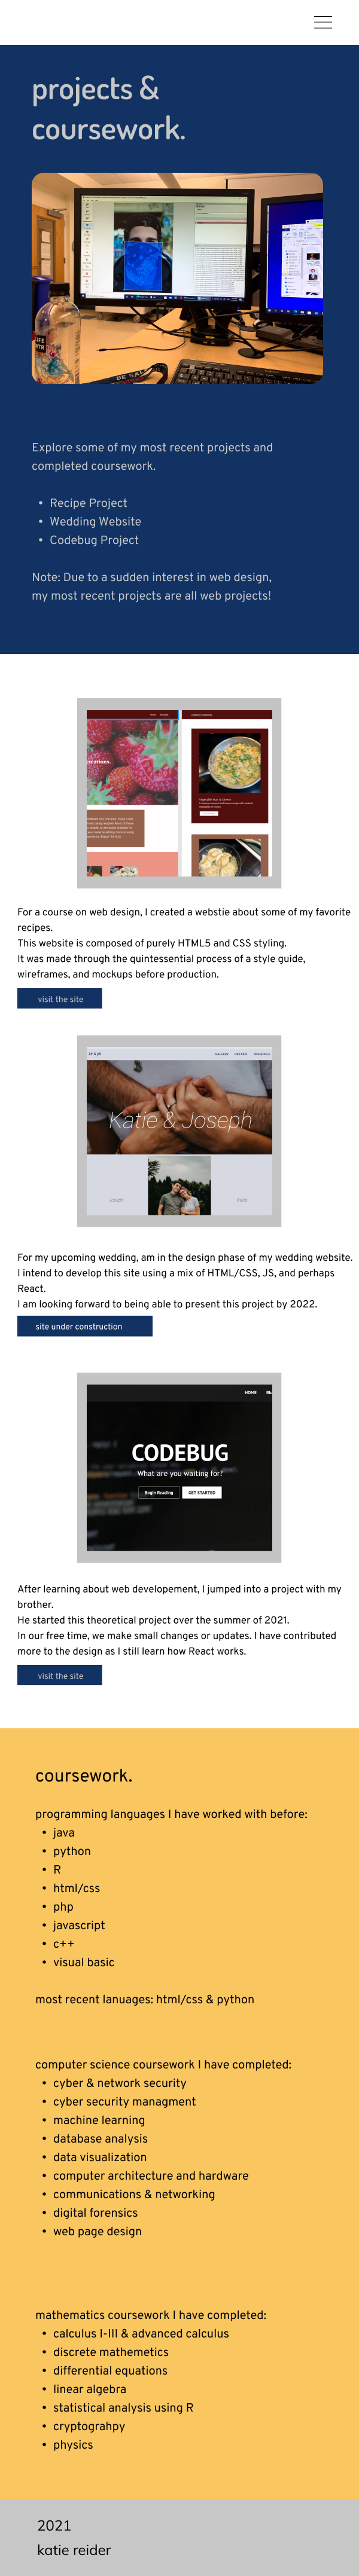 projects &
coursework.
acer
Explore some of my most recent projects and
completed coursework.
• Recipe Project
• Wedding Website
• Codebug Project
Note: Due to a sudden interest in web design,
my most recent projects are all web projects!
creations.
For a course on web design, I created a webstie about some of my favorite
recipes.
This website is composed of purely HTML5 and CSS styling.
It was made through the quintessential process of a style guide,
wireframes, and mockups before production.
visit the site
GALLERY DETAILS SCHEDULE
Katie & Joseph
Joseph
Katie
For my upcoming wedding, am in the design phase of my wedding website.
I intend to develop this site using a mix of HTML/CSS, JS, and perhaps
React.
I am looking forward to being able to present this project by 2022.
site under construction
HOME Blo
CODEBUG
What are you waiting for?
Begin Reading GET STARTED
After learning about web developement, I jumped into a project with my
brother.
He started this theoretical project over the summer of 2021.
In our free time, we make small changes or updates. I have contributed
more to the design as I still learn how React works.
visit the site
coursework.
programming languages I have worked with before:
• java
• python
• R
• html/css
• php
• javascript
• c++
• visual basic
most recent lanuages: html/css & python
computer science coursework I have completed:
• cyber & network security
• cyber security managment
• machine learning
• database analysis
• data visualization
• computer architecture and hardware
• communications & networking
• digital forensics
• web page design
mathematics coursework I have completed:
• calculus I-III & advanced calculus
• discrete mathemetics
• differential equations
• linear algebra
• statistical analysis using R
• cryptograhpy
• physics
2021
katie reider